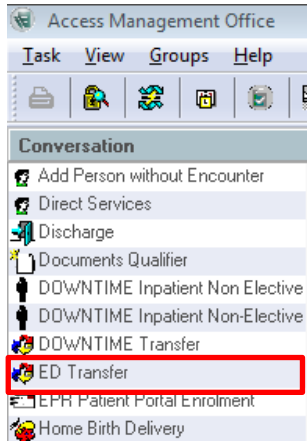 Access Management Office
Task View Groups Help
Conversation
Add Person without Encounter
Direct Services
Discharge
Documents Qualifier
DOWNTIME Inpatient Non Elective
DOWNTIME Inpatient Non-Elective
DOWNTIME Transfer
ED Transfer
EPR Patient Portal Enrolment
Home Birth Delivery